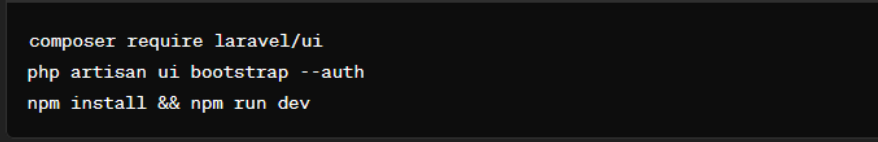 composer require laravel/ui
php artisan ui bootstrap --auth
npm install && npm run dev